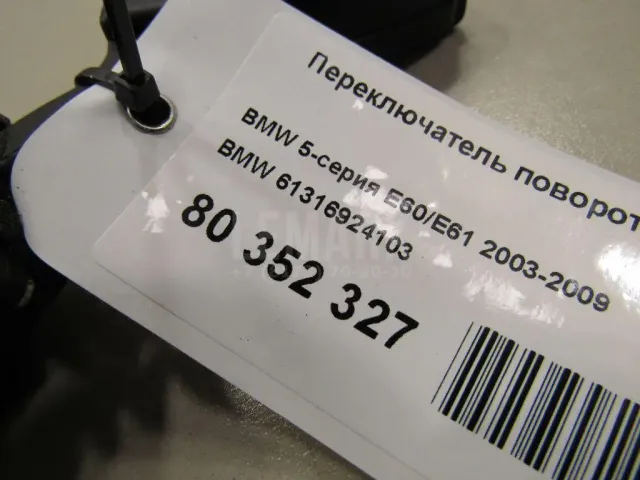 Переключатель поворот
BMW 5-серия E60/E61 2003-2009
BMW 61316924103
80 352 327